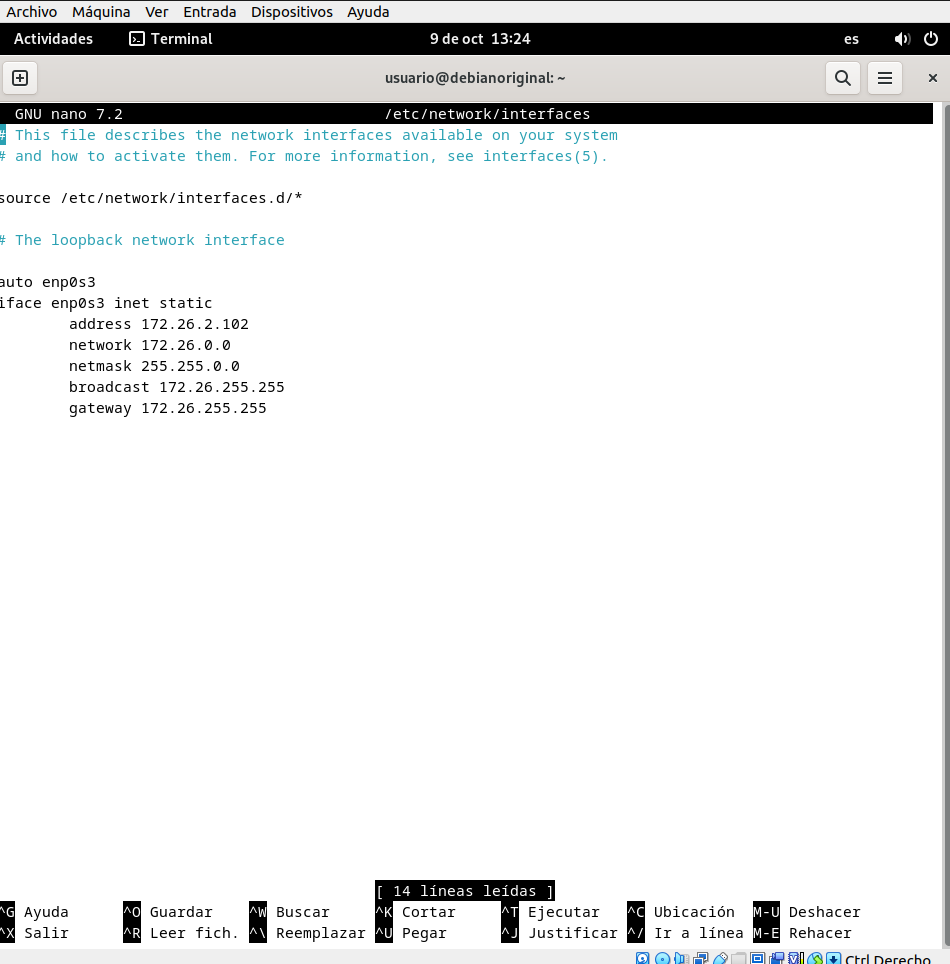 Archivo Máquina Ver Entrada Dispositivos Ayuda
Actividades Terminal 9 de oct 13:24 es
usuario@debianoriginal: ~
GNU nano 7.2 /etc/network/interfaces
# This file describes the network interfaces available on your system
# and how to activate them. For more information, see interfaces(5).
source /etc/network/interfaces.d/*
# The loopback network interface
auto enp0s3
iface enp0s3 inet static
address 172.26.2.102
network 172.26.0.0
netmask 255.255.0.0
broadcast 172.26.255.255
gateway 172.26.255.255
[ 14 líneas leídas ]
^G Ayuda ^O Guardar ^W Buscar ^K Cortar ^T Ejecutar ^C Ubicación M-U Deshacer
^X Salir ^R Leer fich. ^\ Reemplazar ^U Pegar ^J Justificar ^/ Ir a línea M-E Rehacer
Ctrl Derecho